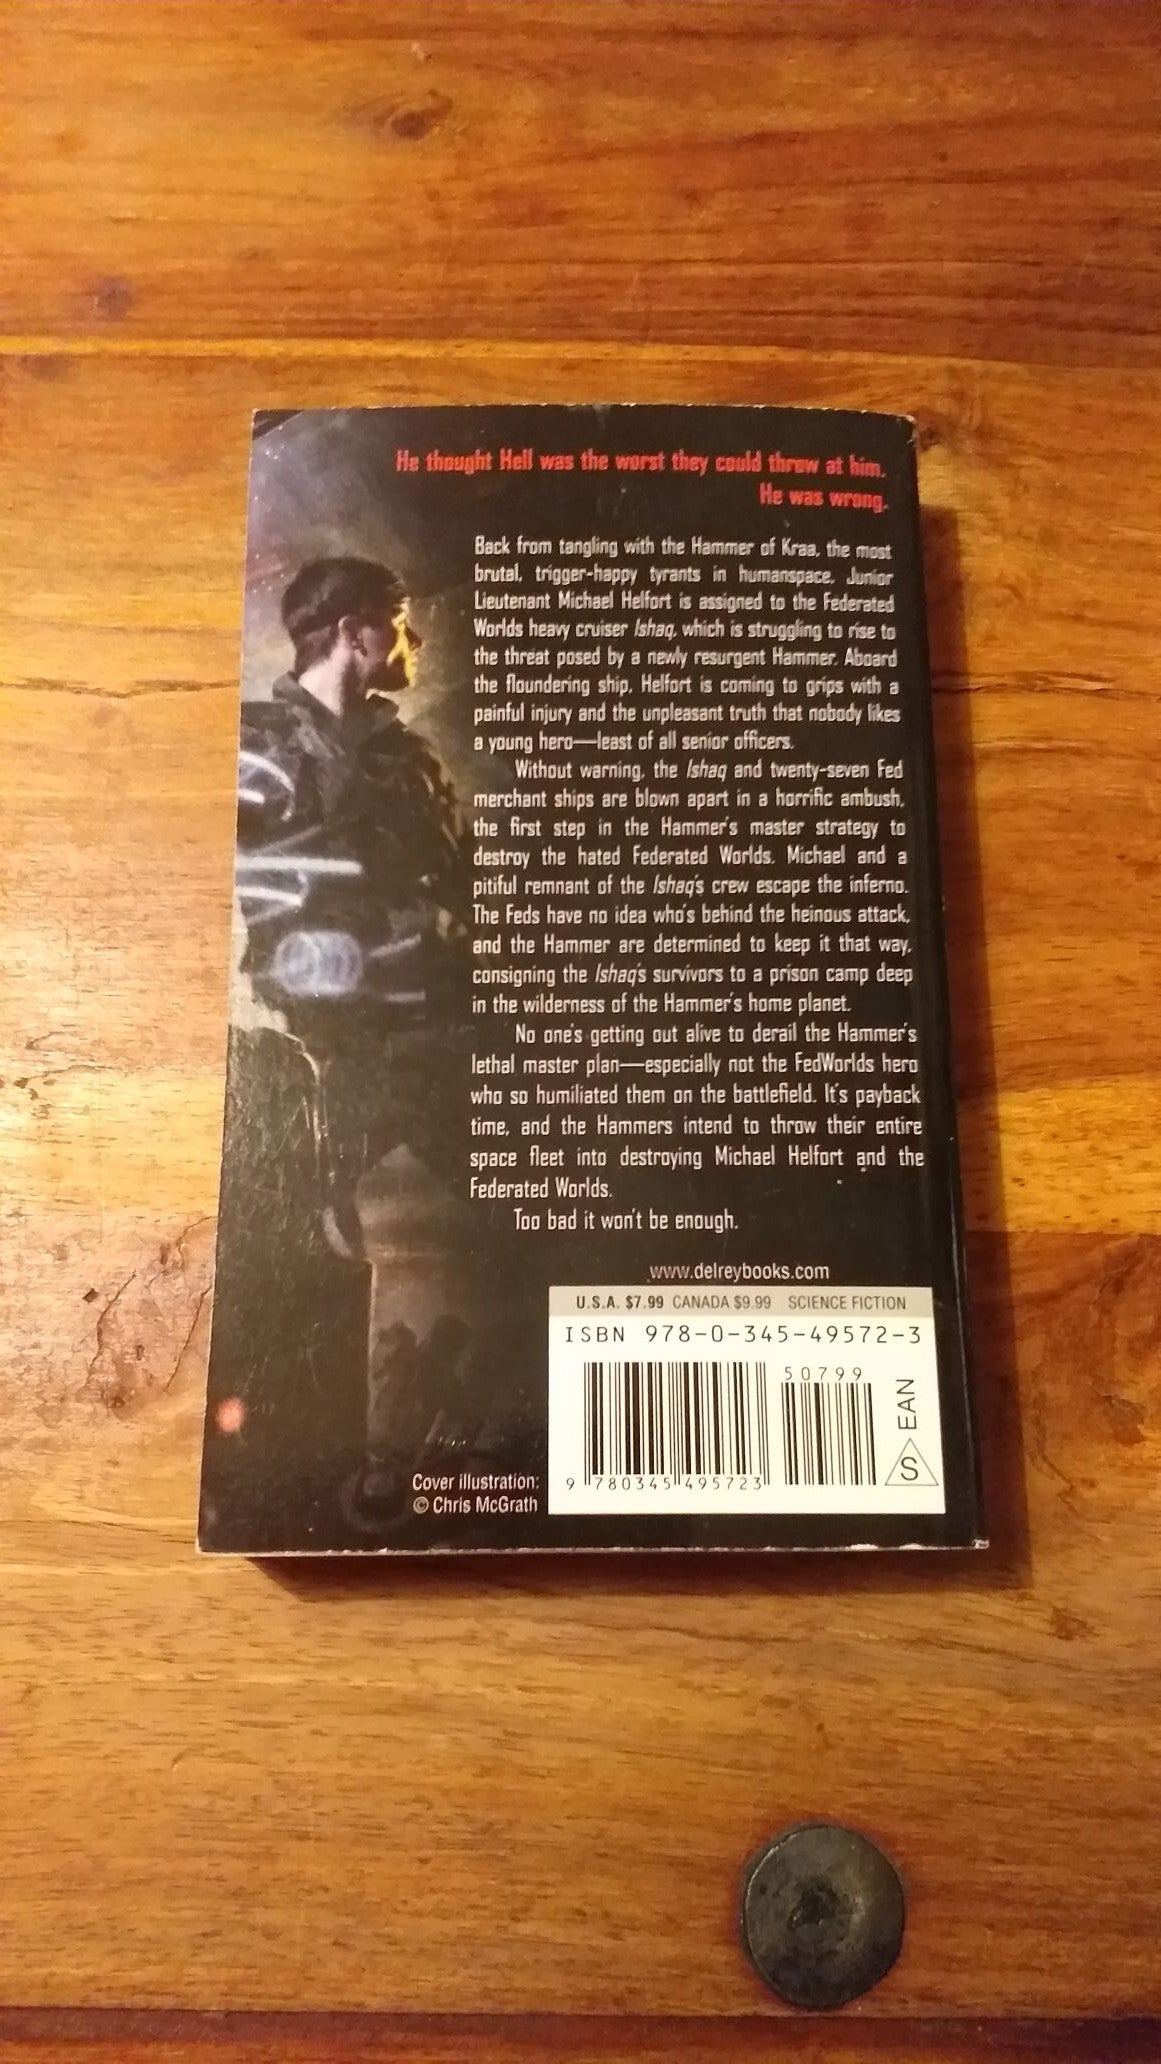 He thought Hell was the worst they could throw at him.
He was wrong.
Back from tangling with the Hammer of Kraa, the most
brutal, trigger-happy tyrants in humanspace, Junior
Lieutenant Michael Helfort is assigned to the Federated
Worlds heavy cruiser Ishaq, which is struggling to rise to
the threat posed by a newly resurgent Hammer. Aboard
the floundering ship, Helfort is coming to grips with a
painful injury and the unpleasant truth that nobody likes
a young hero—least of all senior officers.
Without warning, the Ishaq and twenty-seven Fed
merchant ships are blown apart in a horrific ambush,
the first step in the Hammer's master strategy to
destroy the hated Federated Worlds. Michael and a
pitiful remnant of the Ishaq's crew escape the inferno.
The Feds have no idea who's behind the heinous attack,
and the Hammer are determined to keep it that way,
consigning the Ishaq's survivors to a prison camp deep
in the wilderness of the Hammer's home planet.
No one's getting out alive to derail the Hammer's
lethal master plan—especially not the FedWorlds hero
who so humiliated them on the battlefield. It's payback
time, and the Hammers intend to throw their entire
space fleet into destroying Michael Helfort and the
Federated Worlds.
Too bad it won't be enough.
www.delreybooks.com
U.S.A. $7.99 CANADA $9.99 SCIENCE FICTION
ISBN 978-0-345-49572-3
50799
EAN
S
9 780345 495723
Cover illustration:
© Chris McGrath